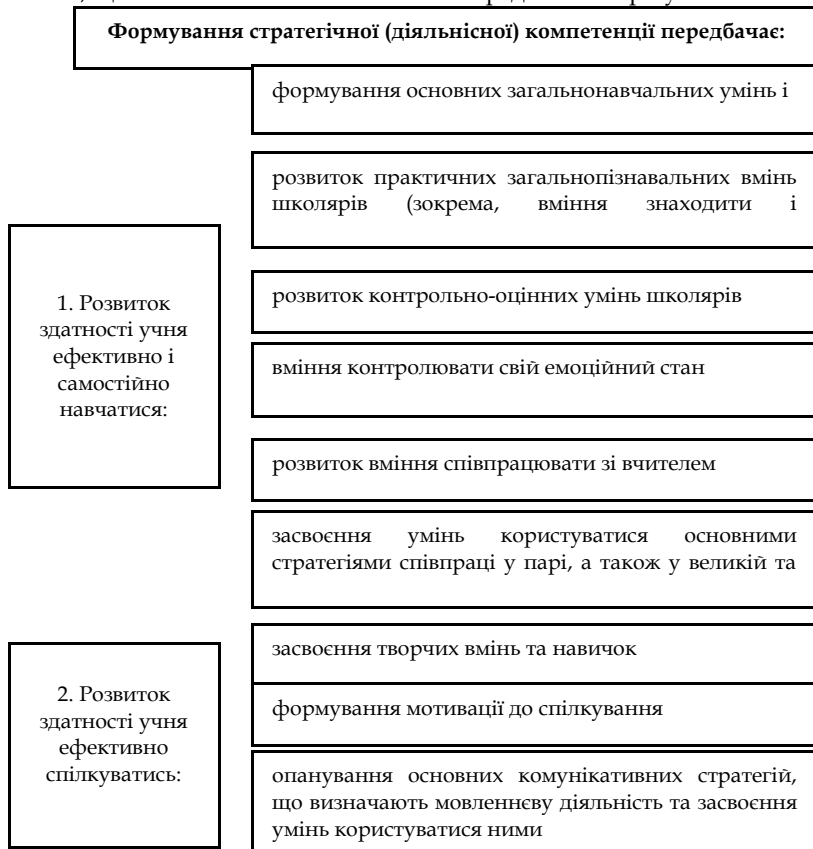 Формування стратегічної (діяльнісної) компетенції передбачає:
формування основних загальнонавчальних умінь і
розвиток практичних загальнопізнавальних вмінь
школярів (зокрема, вміння знаходити і
1. Розвиток
здатності учня
ефективно і
самостійно
навчатися:
розвиток контрольно-оцінних умінь школярів
вміння контролювати свій емоційний стан
розвиток вміння співпрацювати зі вчителем
засвоєння умінь користуватися основними
стратегіями співпраці у парі, а також у великій та
2. Розвиток
здатності учня
ефективно
спілкуватись:
засвоєння творчих вмінь та навичок
формування мотивації до спілкування
опанування основних комунікативних стратегій,
що визначають мовленнєву діяльність та засвоєння
умінь користуватися ними